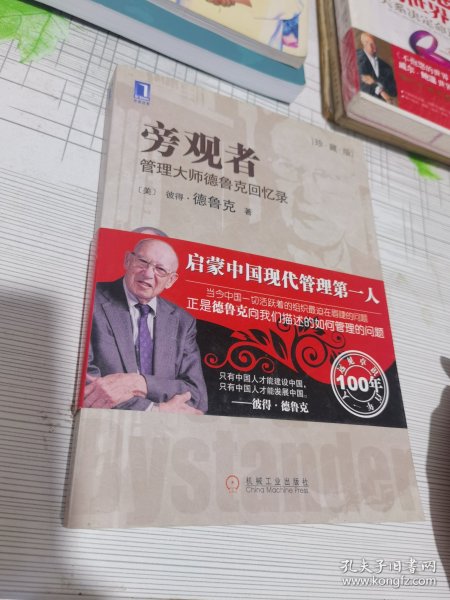 珍藏版
旁观者
管理大师德鲁克回忆录
[美] 彼得·德鲁克 著
启蒙中国现代管理第一人
当今中国一切活跃着的组织最迫在眉睫的问题
正是德鲁克向我们描述的如何管理的问题
只有中国人才能建设中国,
只有中国人才能发展中国。
——彼得·德鲁克
100年
bystander
机械工业出版社
China Machine Press
孔夫子旧书网
www.kongfz.com